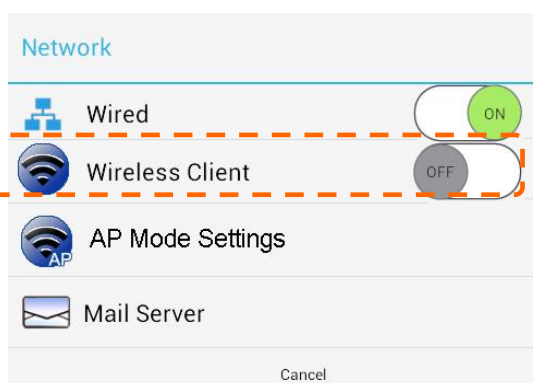 Network
Wired ON
Wireless Client OFF
AP AP Mode Settings
Mail Server
Cancel